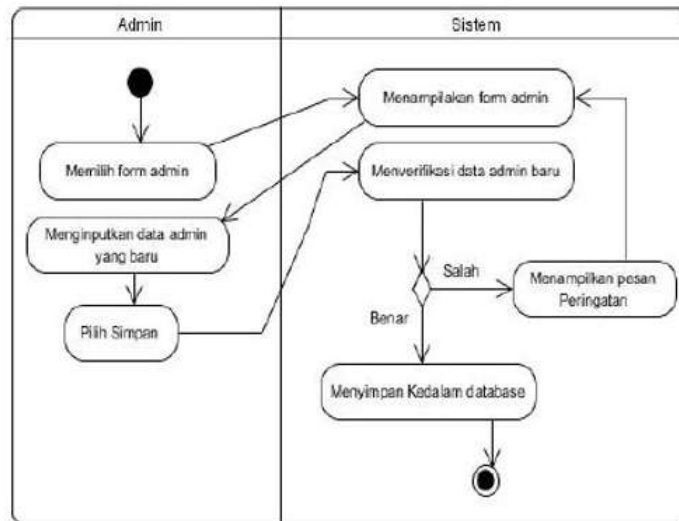 Admin
Sistem
Menampilakan form admin
Memilih form admin
Menverifikasi data admin baru
Menginputkan data admin
yang baru
Salah
Menampilkan pesan
Peringatan
Pilih Simpan
Benar
Menyimpan Kedalam database